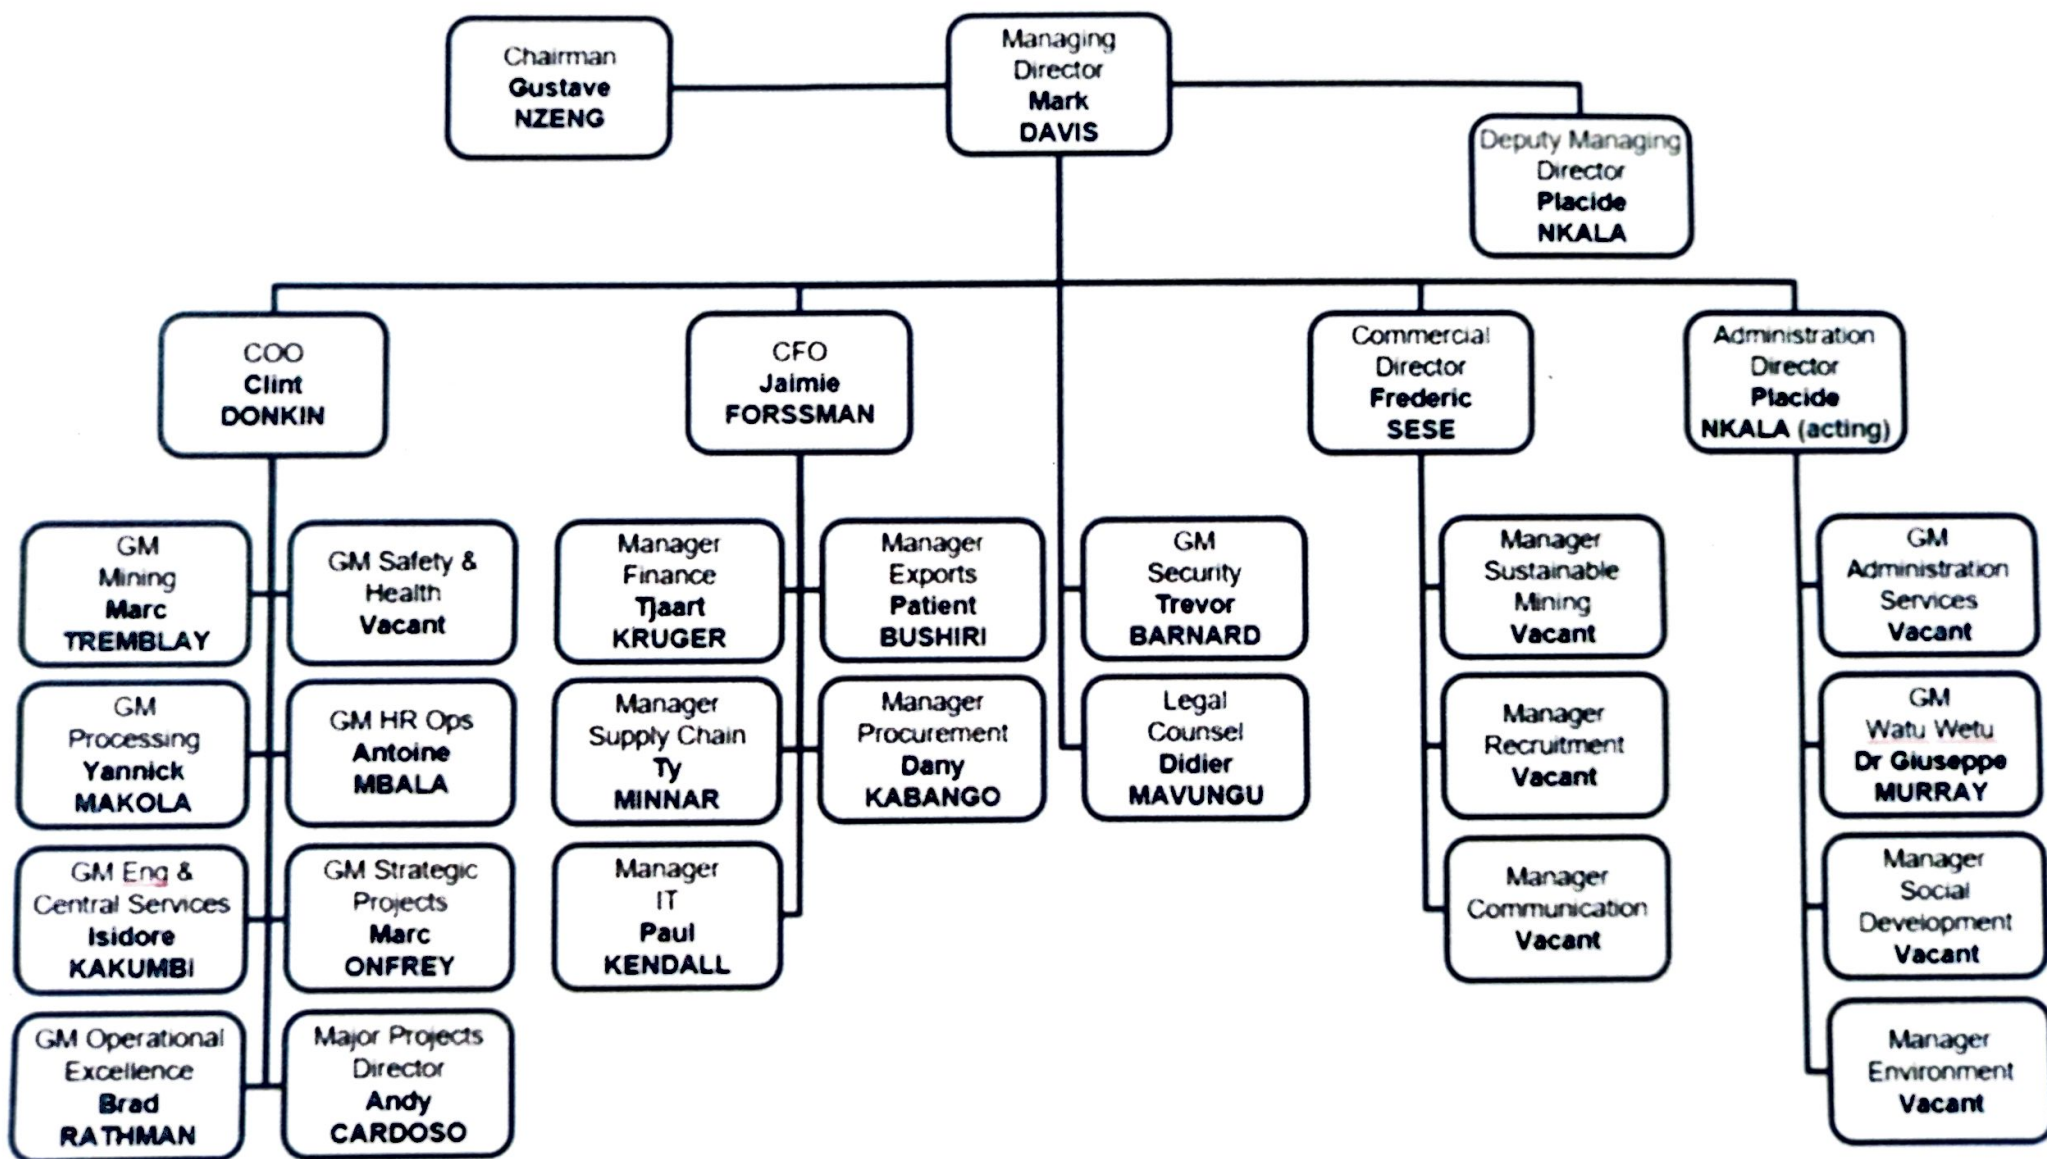 Chairman
Gustave
NZENG
Managing
Director
Mark
DAVIS
Deputy Managing
Director
Placide
NKALA
COO
Clint
DONKIN
CFO
Jaimie
FORSSMAN
Commercial
Director
Frederic
SESE
Administration
Director
Placide
NKALA (acting)
GM
Mining
Marc
TREMBLAY
GM Safety &
Health
Vacant
Manager
Finance
Tjaart
KRUGER
Manager
Exports
Patient
BUSHIRI
GM
Security
Trevor
BARNARD
Manager
Sustainable
Mining
Vacant
GM
Administration
Services
Vacant
GM
Processing
Yannick
MAKOLA
GM HR Ops
Antoine
MBALA
Manager
Supply Chain
Ty
MINNAR
Manager
Procurement
Dany
KABANGO
Legal
Counsel
Didier
MAVUNGU
Manager
Recruitment
Vacant
GM
Watu Wetu
Dr Giuseppe
MURRAY
GM Eng &
Central Services
Isidore
KAKUMBI
GM Strategic
Projects
Marc
ONFREY
Manager
IT
Paul
KENDALL
Manager
Communication
Vacant
Manager
Social
Development
Vacant
GM Operational
Excellence
Brad
RATHMAN
Major Projects
Director
Andy
CARDOSO
Manager
Environment
Vacant